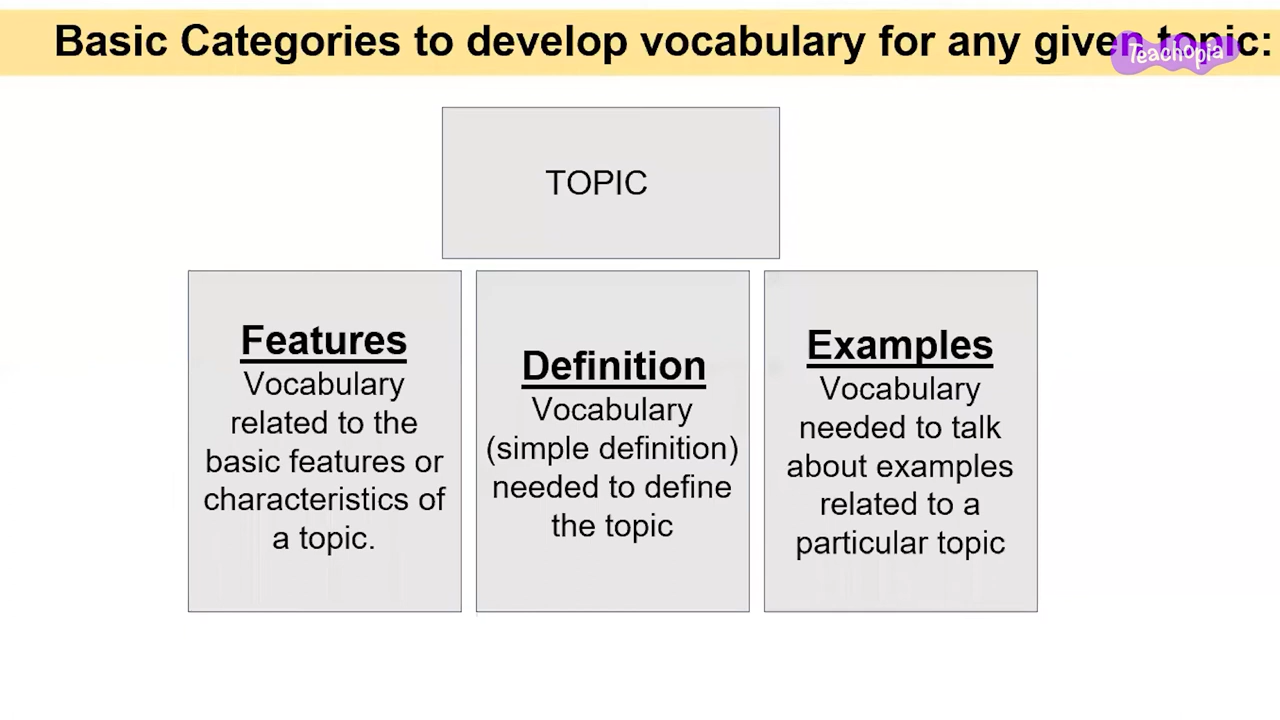 Basic Categories to develop vocabulary for any given topic:
Teachopia
TOPIC
Features
Vocabulary
related to the
basic features or
characteristics of
a topic.
Definition
Vocabulary
(simple definition)
needed to define
the topic
Examples
Vocabulary
needed to talk
about examples
related to a
particular topic